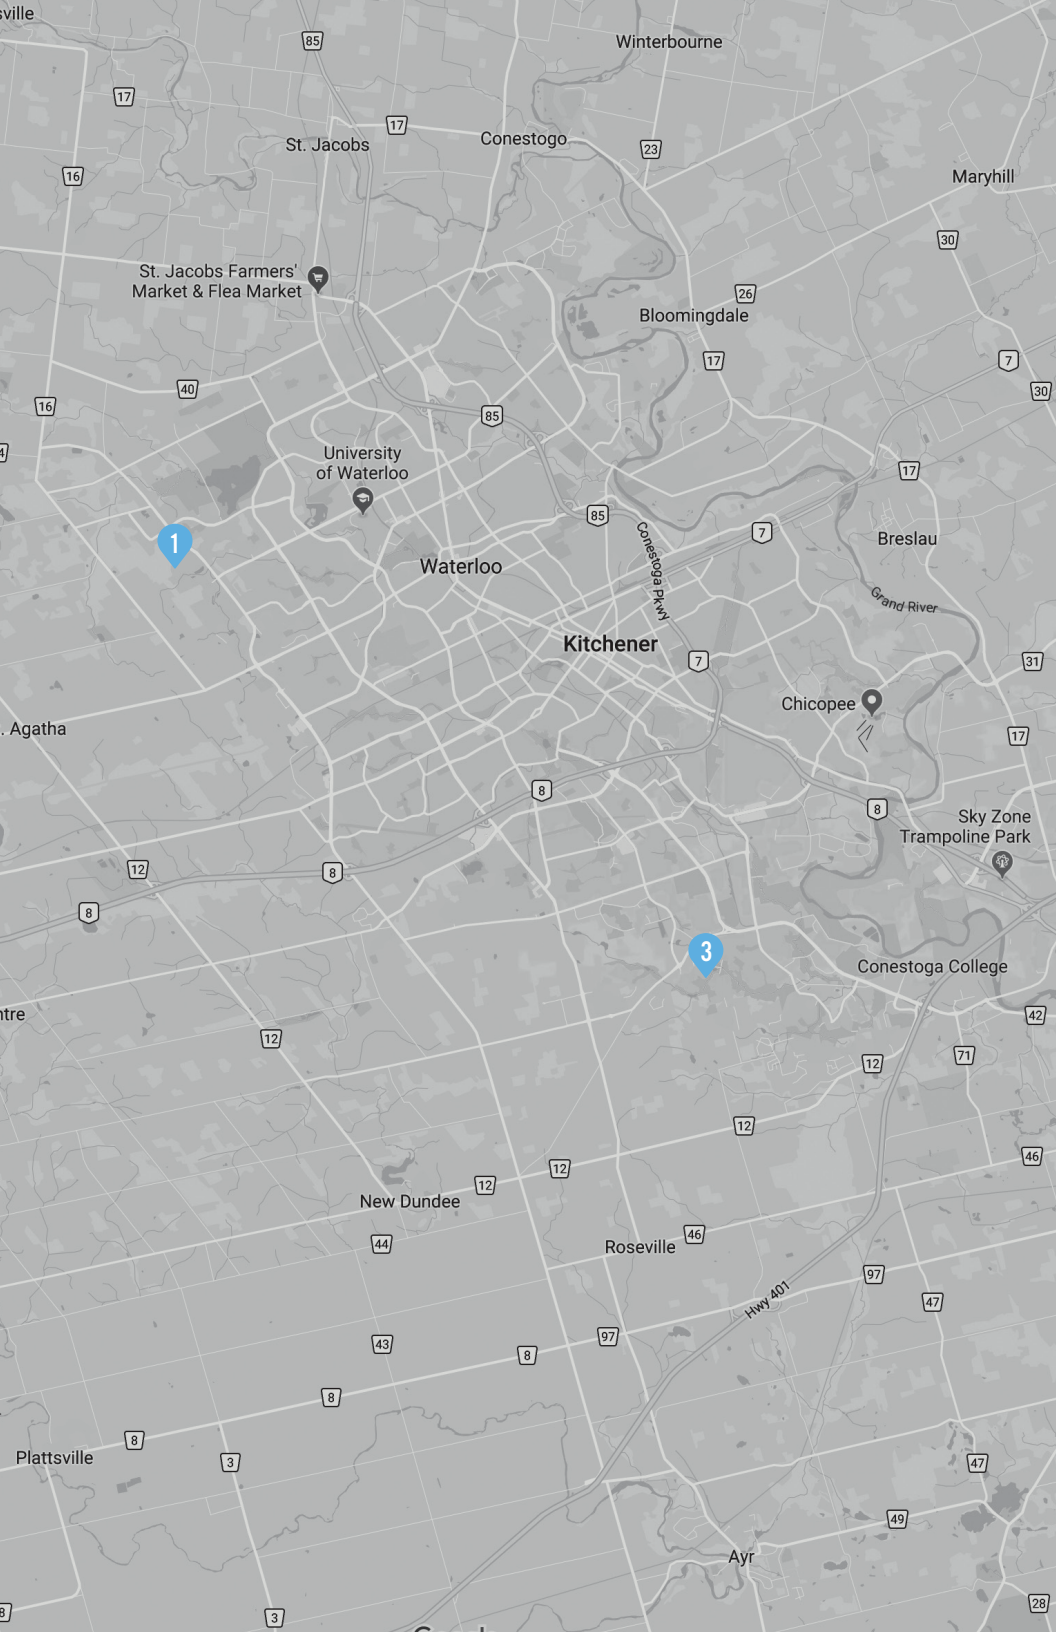 85
Winterbourne
17
17
St. Jacobs
Conestogo
23
16
Maryhill
30
St. Jacobs Farmers'
Market & Flea Market
26
Bloomingdale
17
7
40
30
16
85
University
of Waterloo
17
85
7
1
Conestoga Pkwy
Breslau
Waterloo
Grand River
Kitchener
7
31
Chicopee
. Agatha
17
8
8
Sky Zone
Trampoline Park
12
8
8
3
Conestoga College
ntre
42
12
71
12
12
46
12
12
New Dundee
44
Roseville
46
97
Hwy 401
47
97
43
8
8
8
Plattsville
3
47
49
Ayr
28
8
3